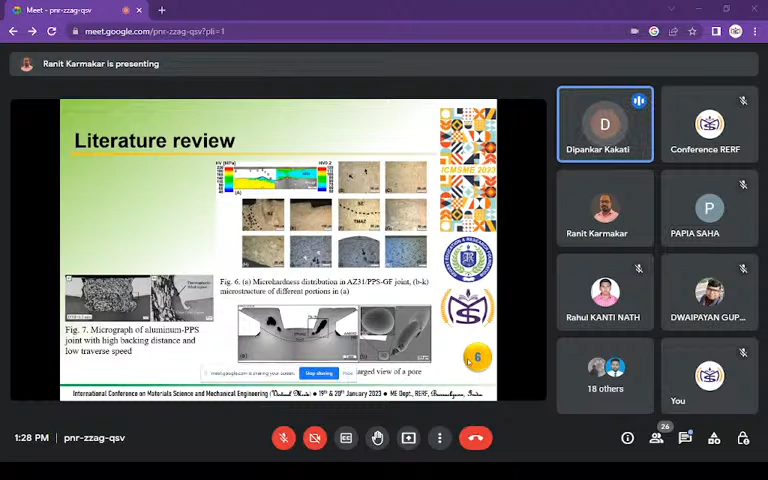 Meet - pnr-zzag-qsv
meet.google.com/pnr-zzag-qsv?pli=1
Ranit Karmakar is presenting
Literature review
ICMSME 2023
Fig. 6. (a) Microhardness distribution in AZ31/PPS-GF joint, (b-k)
microstructure of different portions in (a)
Fig. 7. Micrograph of aluminum-PPS
joint with high backing distance and
low traverse speed
meet.google.com is sharing your screen.
Stop sharing
Hide
arged view of a pore
6
International Conference on Materials Science and Mechanical Engineering (Virtual Mode) ● 19th & 20th January 2023 ● ME Dept., RERF, Barrackpore, India
D
Dipankar Kakati
Conference RERF
Ranit Karmakar
P
PAPIA SAHA
Rahul KANTI NATH
DWAIPAYAN GUP...
18 others
You
1:28 PM
pnr-zzag-qsv
26